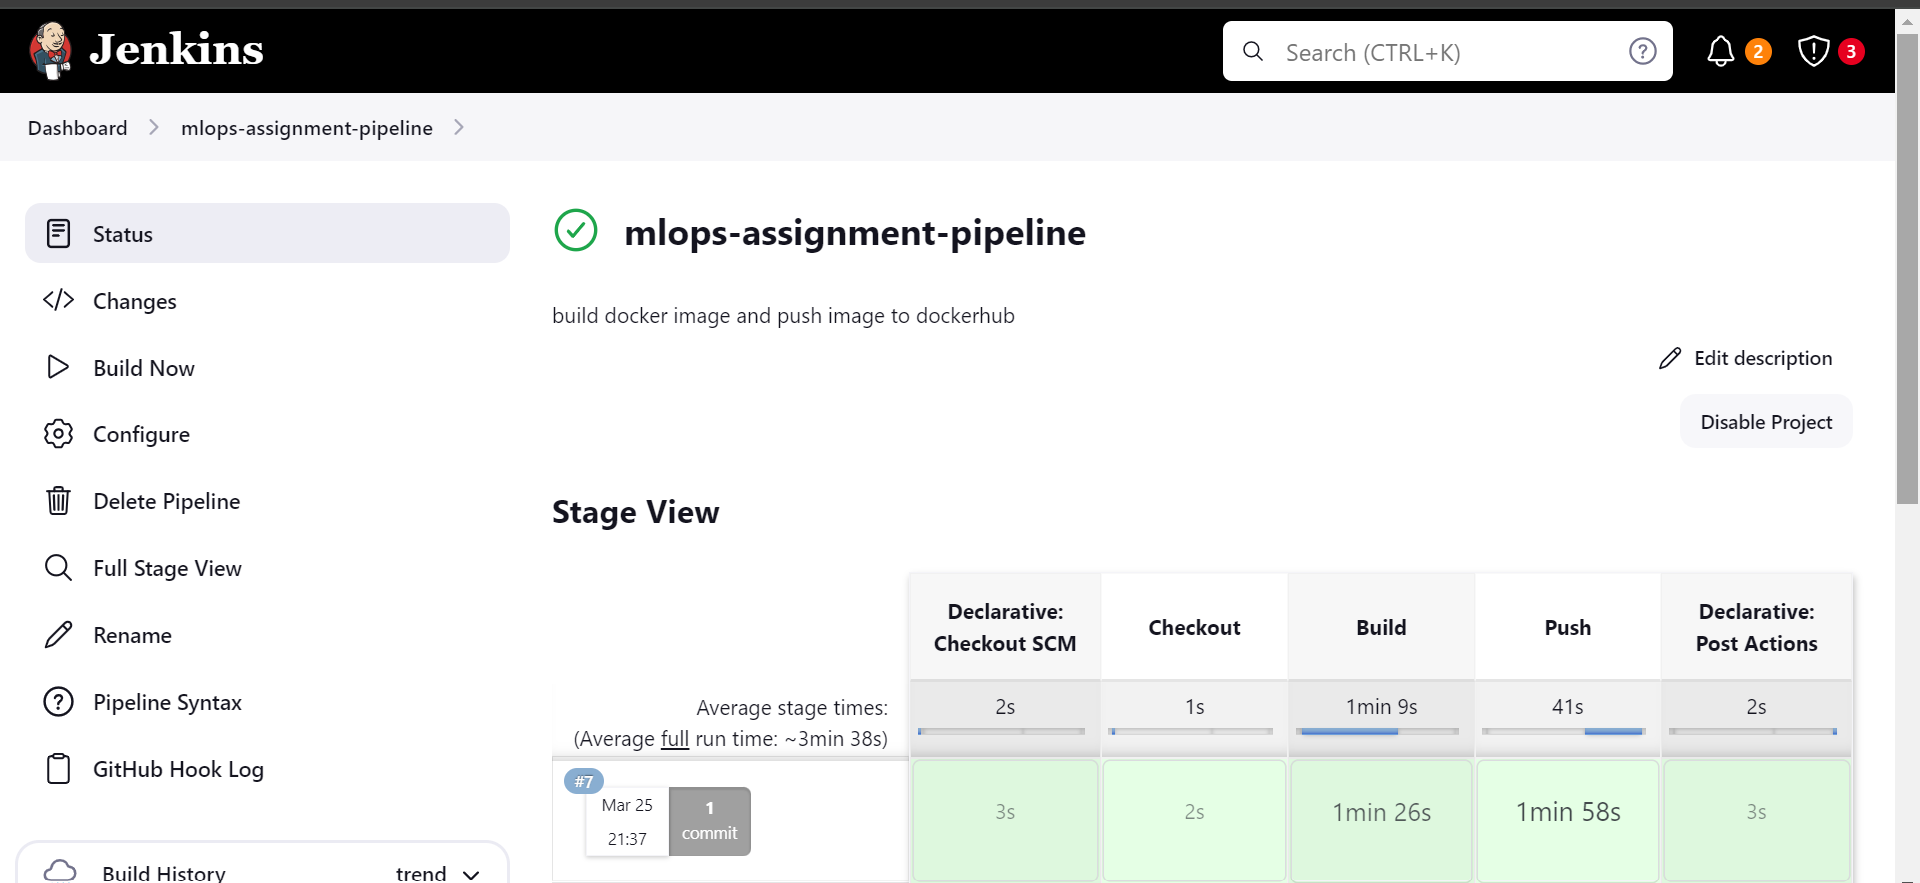 Jenkins
Search (CTRL+K)
2
3
Dashboard
mlops-assignment-pipeline
Status
Changes
Build Now
Configure
Delete Pipeline
Full Stage View
Rename
Pipeline Syntax
GitHub Hook Log
Build History
trend
mlops-assignment-pipeline
build docker image and push image to dockerhub
Edit description
Disable Project
Stage View
Declarative:
Checkout SCM
Checkout
Build
Push
Declarative:
Post Actions
Average stage times:
(Average full run time: ~3min 38s)
2s
1s
1min 9s
41s
2s
#7
Mar 25
21:37
1
commit
3s
2s
1min 26s
1min 58s
3s